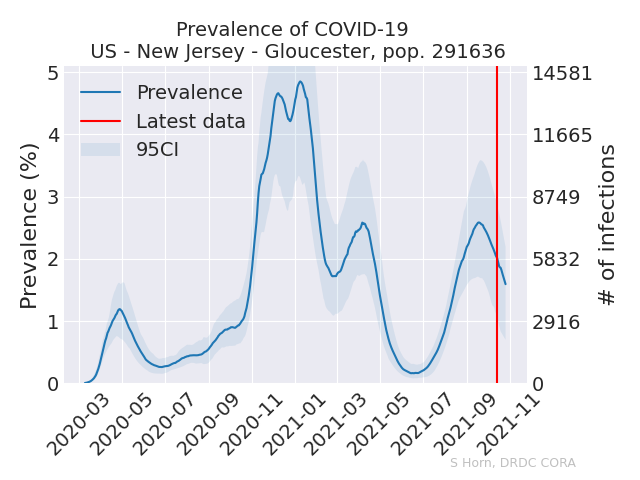 Prevalence of COVID-19
US - New Jersey - Gloucester, pop. 291636
Prevalence (%)
5
4
3
2
1
0
Prevalence
Latest data
95CI
14581
11665
8749
5832
2916
0
# of infections
2020-03
2020-05
2020-07
2020-09
2020-11
2021-01
2021-03
2021-05
2021-07
2021-09
2021-11
S Horn, DRDC CORA